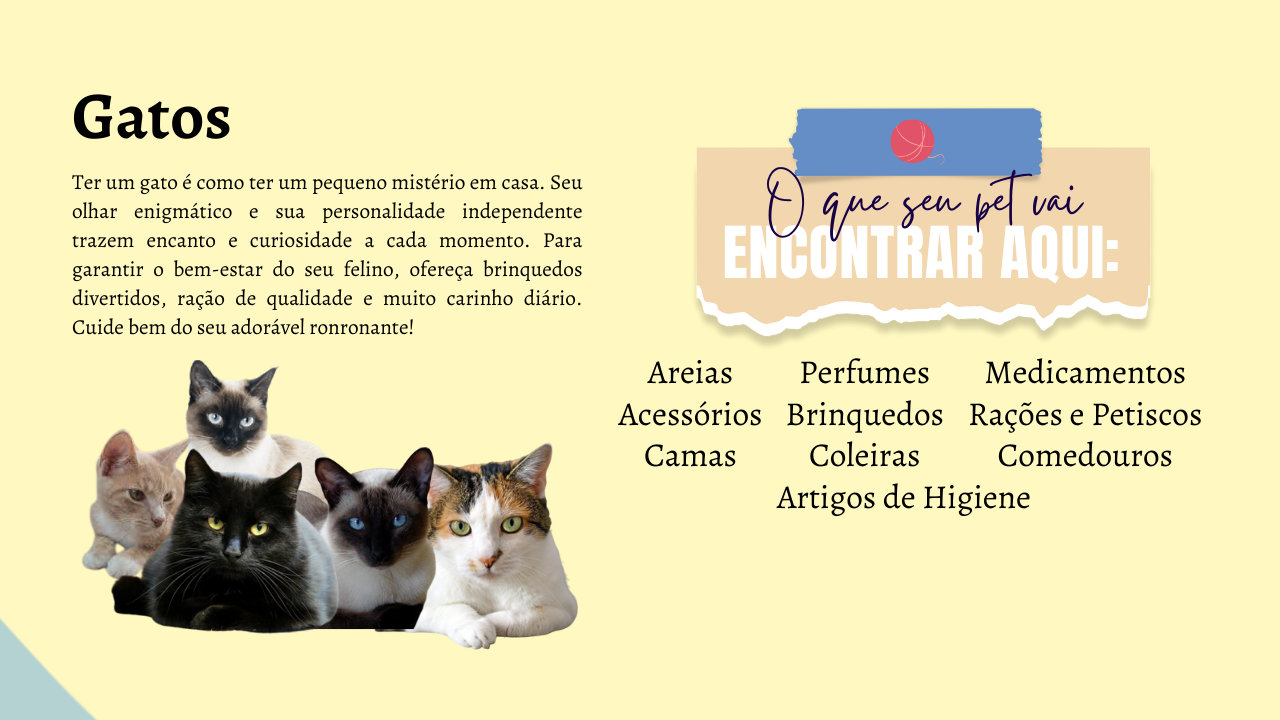 Gatos
Ter um gato é como ter um pequeno mistério em casa. Seu
olhar enigmático e sua personalidade independente
trazem encanto e curiosidade a cada momento. Para
garantir o bem-estar do seu felino, ofereça brinquedos
divertidos, ração de qualidade e muito carinho diário.
Cuide bem do seu adorável ronronante!
O que seu pet vai
ENCONTRAR AQUI:
Areias Perfumes Medicamentos
Acessórios Brinquedos Rações e Petiscos
Camas Coleiras Comedouros
Artigos de Higiene